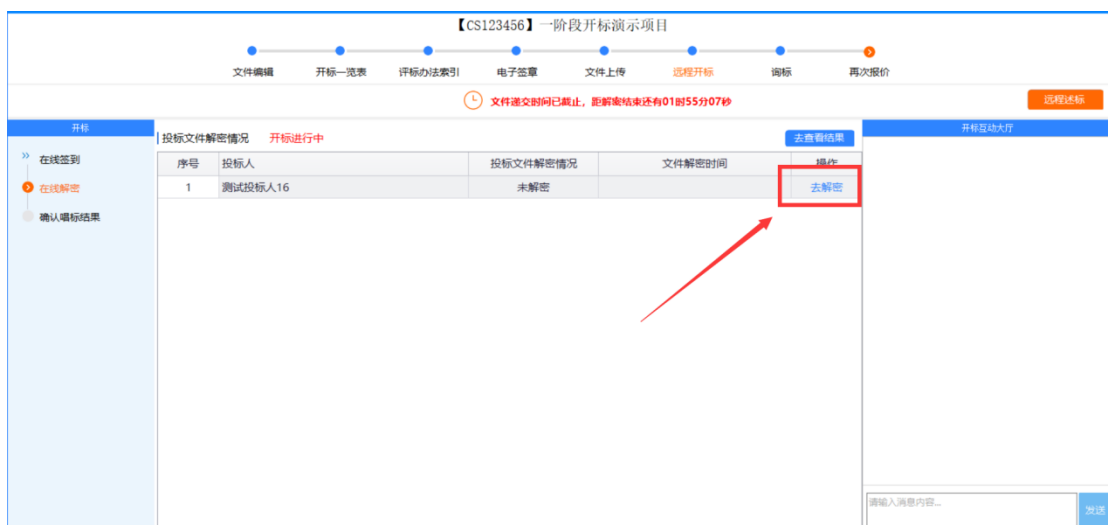 【CS123456】一阶段开标演示项目
文件编辑 开标一览表 评标办法索引 电子签章 文件上传 远程开标 询标 再次报价
文件递交时间已截止，距解密结束还有01时55分07秒
远程述标
开标
在线签到
在线解密
确认唱标结果
投标文件解密情况 开标进行中 去查看结果
序号 投标人 投标文件解密情况 文件解密时间 操作
1 测试投标人16 未解密 去解密
开标互动大厅
请输入消息内容...
发送